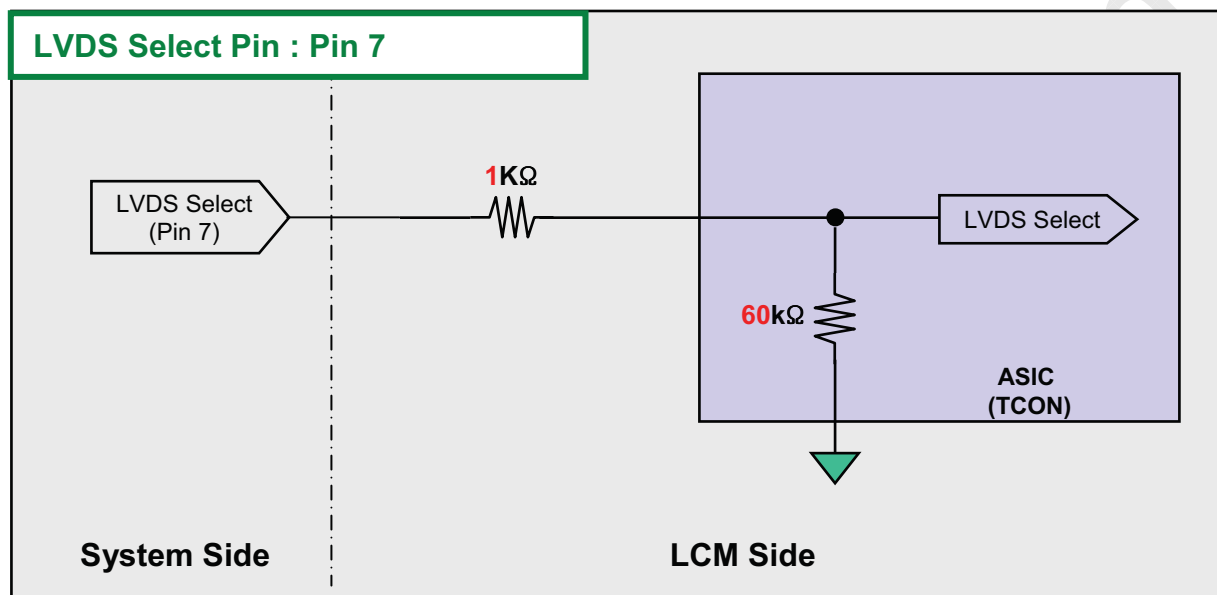 LVDS Select Pin : Pin 7
1KΩ
LVDS Select
(Pin 7)
LVDS Select
60kΩ
ASIC
(TCON)
System Side
LCM Side